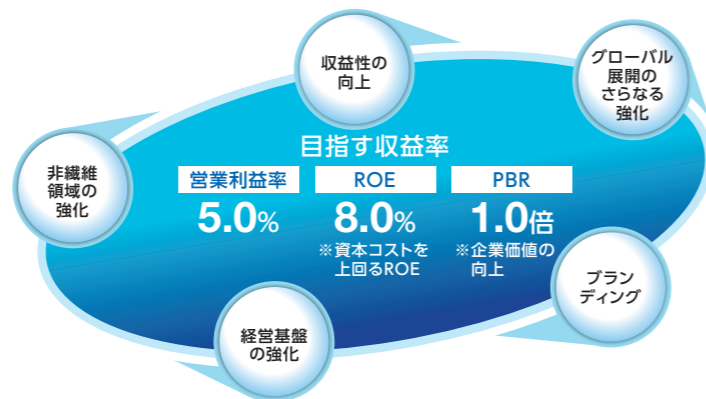 収益性の
向上
グローバル
展開の
さらなる
強化
非繊維
領域の
強化
目指す収益率
営業利益率
5.0%
ROE
8.0%
※資本コストを
上回るROE
PBR
1.0倍
※企業価値の
向上
ブラン
ディング
経営基盤
の強化